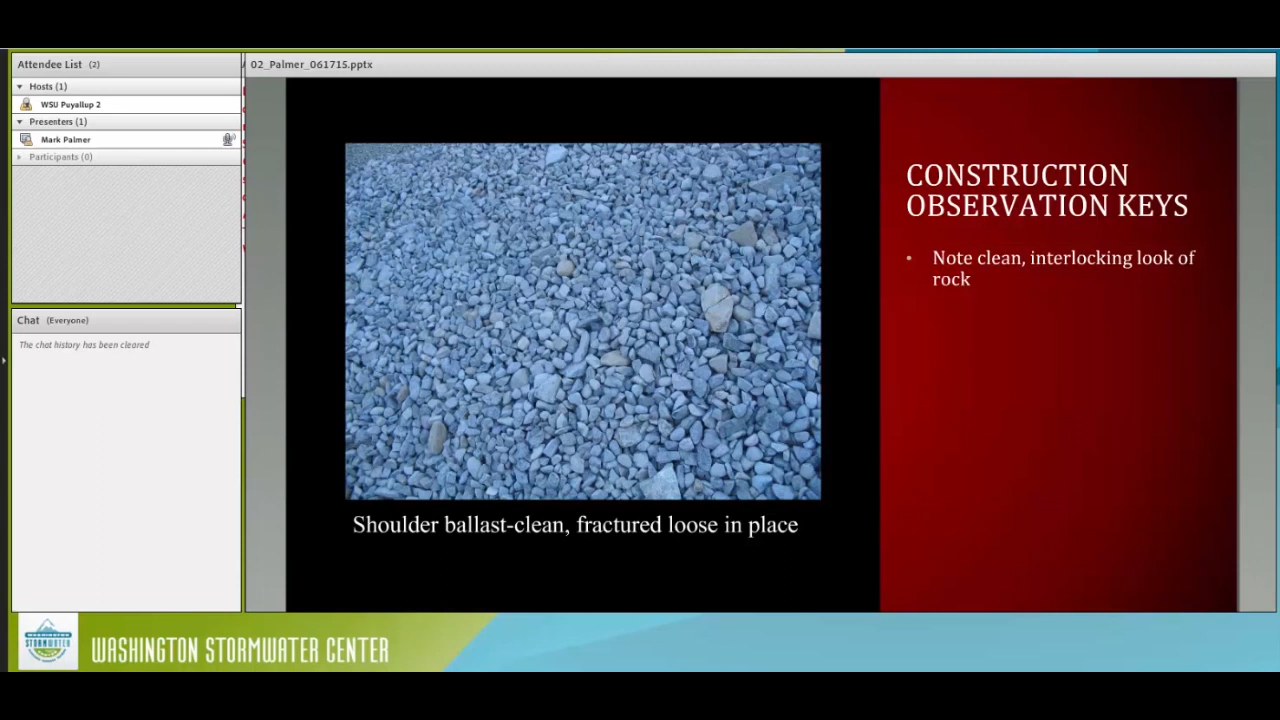 Attendee List (2)
Hosts (1)
WSU Puyallup 2
Presenters (1)
Mark Palmer
Participants (0)
Chat (Everyone)
The chat history has been cleared
02_Palmer_061715.pptx
CONSTRUCTION
OBSERVATION KEYS
• Note clean, interlocking look of
rock
Shoulder ballast-clean, fractured loose in place
WASHINGTON
STORMWATER
WASHINGTON STORMWATER CENTER